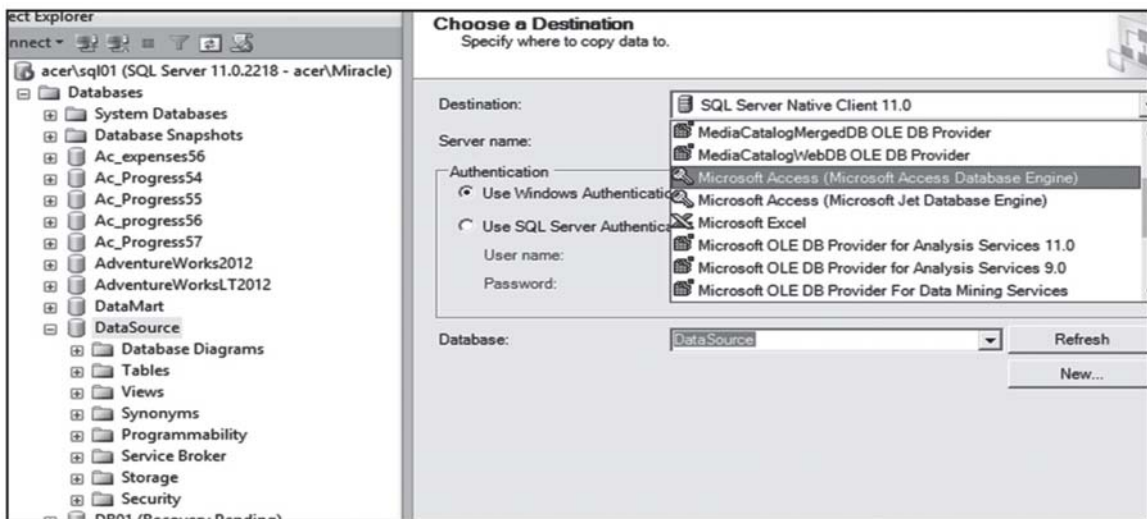 ect Explorer
nnect
acer\sql01 (SQL Server 11.0.2218 - acer\Miracle)
Databases
System Databases
Database Snapshots
Ac_expenses56
Ac_Progress54
Ac_Progress55
Ac_progress56
Ac_Progress57
AdventureWorks2012
AdventureWorksLT2012
DataMart
DataSource
Database Diagrams
Tables
Views
Synonyms
Programmability
Service Broker
Storage
Security
DB01 (Recovery Pending)
Choose a Destination
Specify where to copy data to.
Destination:
SQL Server Native Client 11.0
MediaCatalogMergedDB OLE DB Provider
MediaCatalogWebDB OLE DB Provider
Microsoft Access (Microsoft Access Database Engine)
Microsoft Access (Microsoft Jet Database Engine)
Microsoft Excel
Microsoft OLE DB Provider for Analysis Services 11.0
Microsoft OLE DB Provider for Analysis Services 9.0
Microsoft OLE DB Provider For Data Mining Services
Server name:
Authentication
Use Windows Authenticatio
Use SQL Server Authentica
User name:
Password:
Database:
DataSource
Refresh
New...